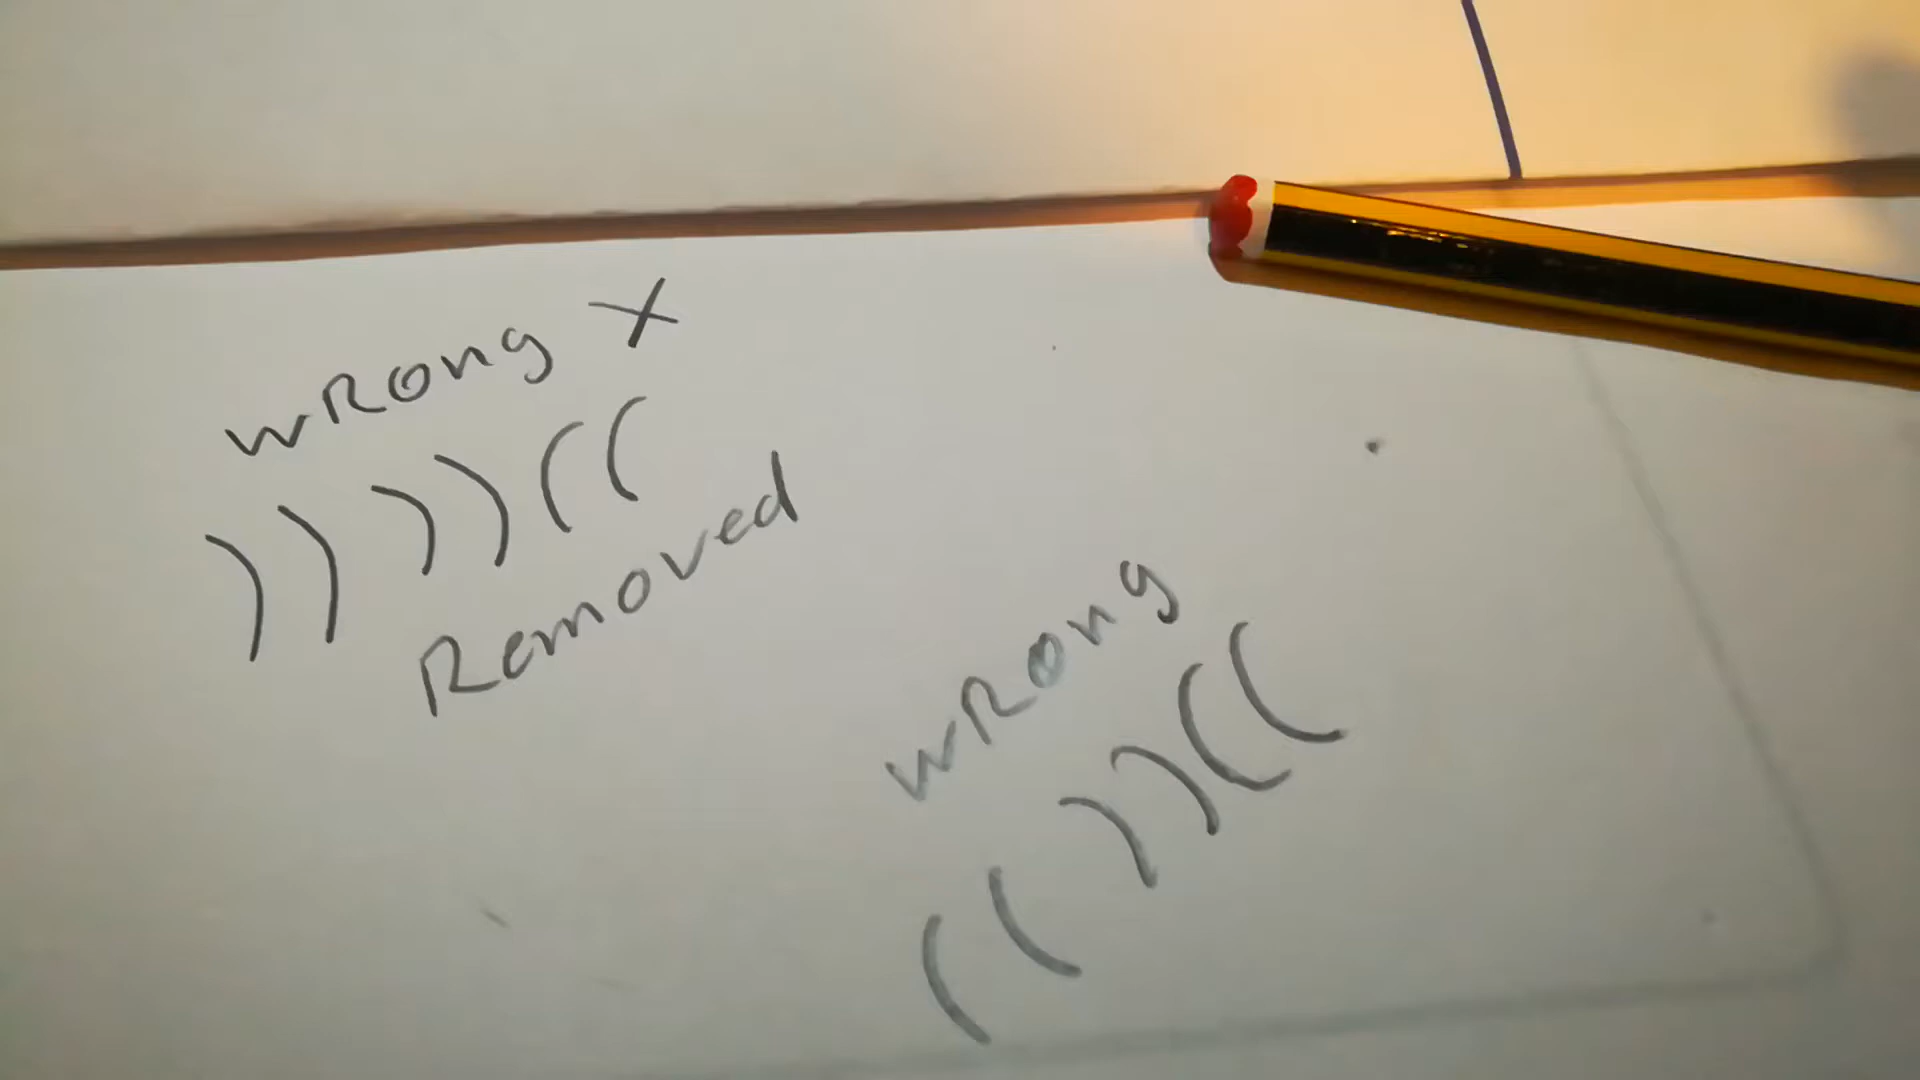 wRong X
))))((
Removed
wRong
(())((